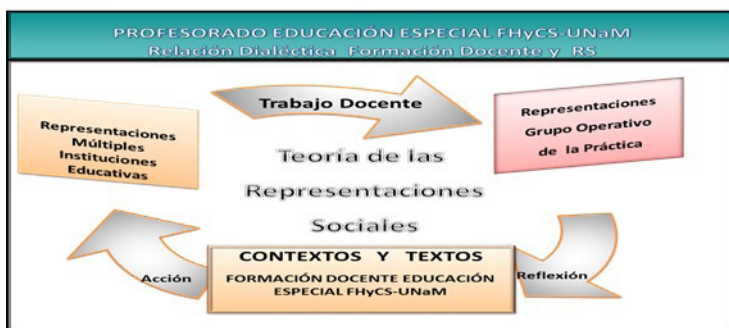 PROFESORADO EDUCACIÓN ESPECIAL FHyCS-UNaM
Relación Dialéctica Formación Docente y RS
Trabajo Docente
Representaciones
Múltiples
Instituciones
Educativas
Representaciones
Grupo Operativo
de la Práctica
Teoría de las
Representaciones
Sociales
Acción
CONTEXTOS Y TEXTOS
FORMACIÓN DOCENTE EDUCACIÓN
ESPECIAL FHyCS-UNaM
Reflexión